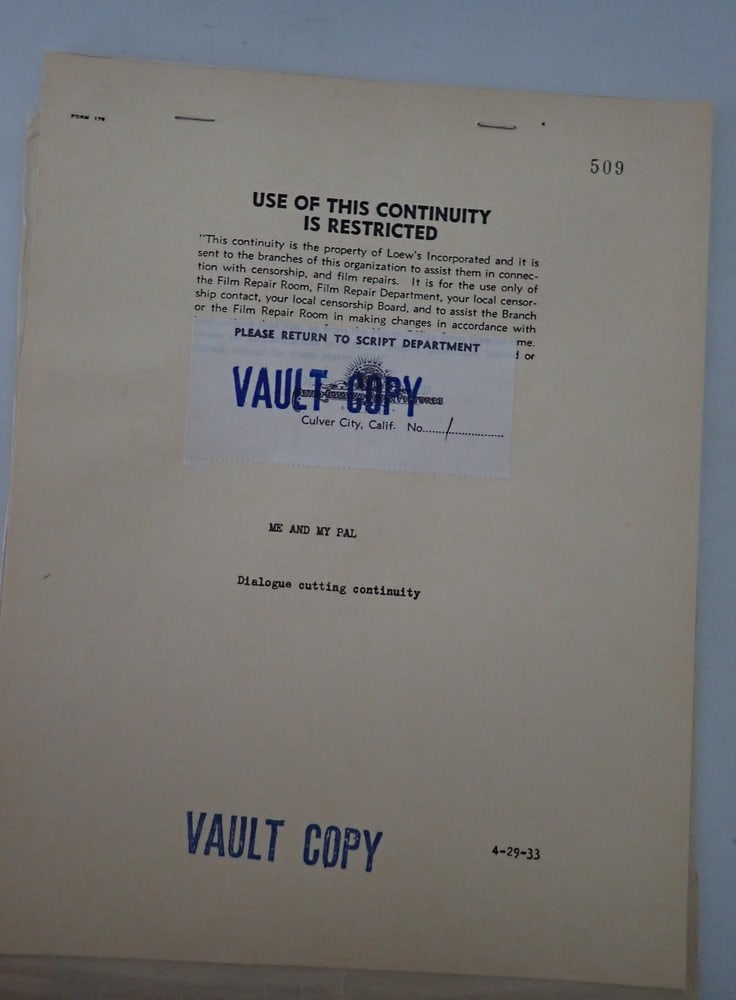 FORM 179
509
USE OF THIS CONTINUITY
IS RESTRICTED
"This continuity is the property of Loew's Incorporated and it is
sent to the branches of this organization to assist them in connec-
tion with censorship, and film repairs. It is for the use only of
the Film Repair Room, Film Repair Department, your local censor-
ship contact, your local censorship Board, and to assist the Branch
or the Film Repair Room in making changes in accordance with
me.
or
PLEASE RETURN TO SCRIPT DEPARTMENT
VAULT COPY
Culver City, Calif. No....../..............
ME AND MY PAL
Dialogue cutting continuity
VAULT COPY
4-29-33